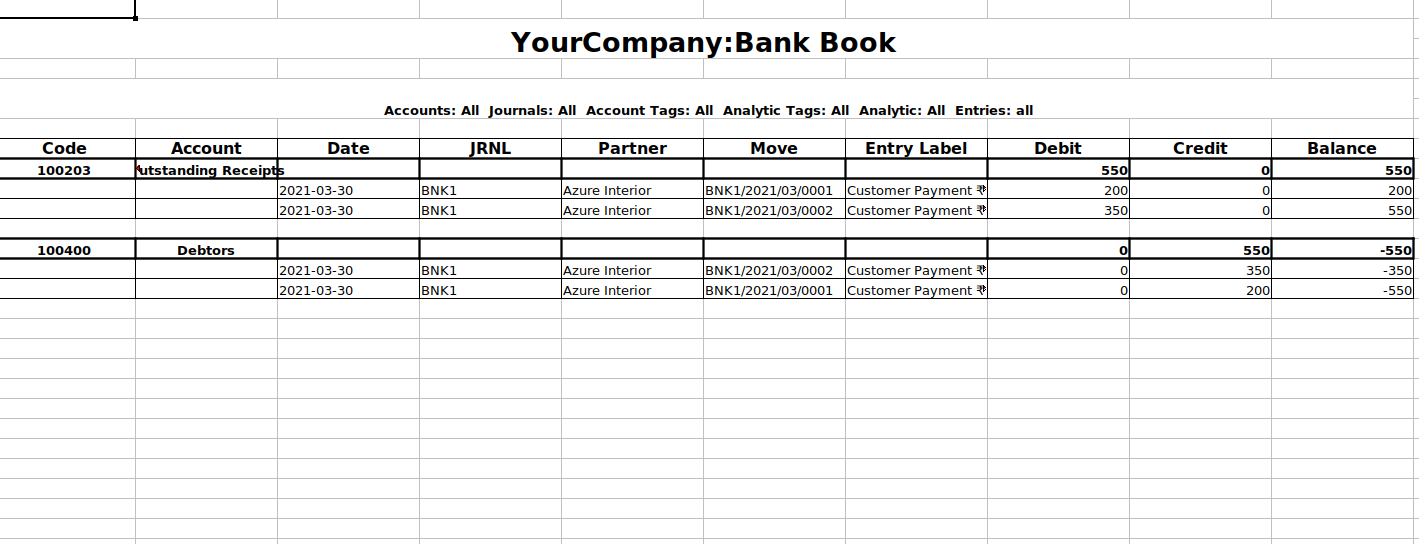 YourCompany:Bank Book
Accounts: All Journals: All Account Tags: All Analytic Tags: All Analytic: All Entries: all
Code Account Date JRNL Partner Move Entry Label Debit Credit Balance
100203 utstanding Receipts 550 0 550
2021-03-30 BNK1 Azure Interior BNK1/2021/03/0001 Customer Payment ₹ 200 0 200
2021-03-30 BNK1 Azure Interior BNK1/2021/03/0002 Customer Payment ₹ 350 0 550
100400 Debtors 0 550 -550
2021-03-30 BNK1 Azure Interior BNK1/2021/03/0002 Customer Payment ₹ 0 350 -350
2021-03-30 BNK1 Azure Interior BNK1/2021/03/0001 Customer Payment ₹ 0 200 -550